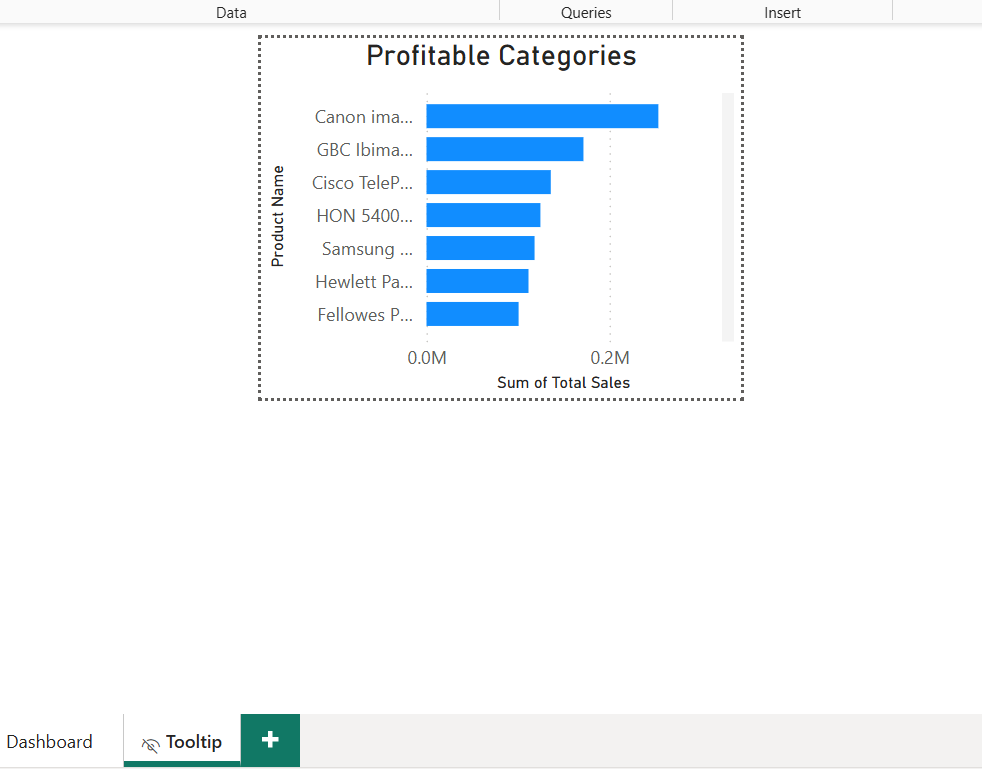 Data Queries Insert
Profitable Categories
Product Name
Canon ima...
GBC Ibima...
Cisco TeleP...
HON 5400...
Samsung ...
Hewlett Pa...
Fellowes P...
0.0M 0.2M
Sum of Total Sales
Dashboard Tooltip +